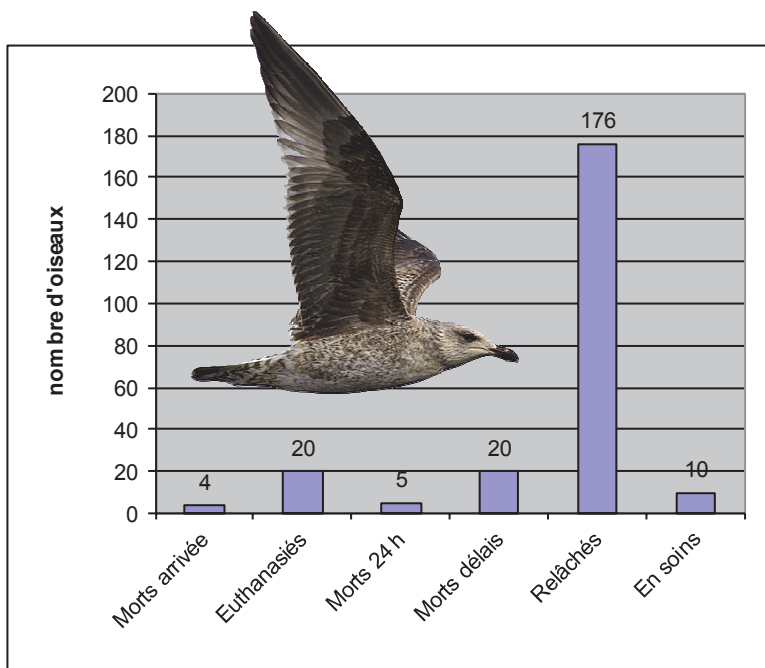 200
180
160
140
120
100
80
60
40
20
0
nombre d'oiseaux
4
20
5
20
176
10
Morts arrivée
Euthanasiés
Morts 24 h
Morts délais
Relâchés
En soins